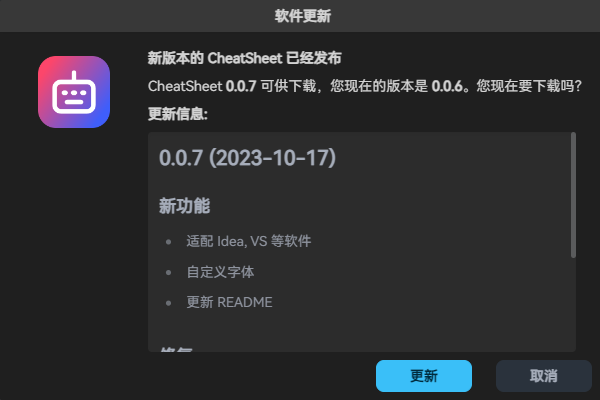 软件更新
新版本的 CheatSheet 已经发布
CheatSheet 0.0.7 可供下载，您现在的版本是 0.0.6。您现在要下载吗?
更新信息:
0.0.7 (2023-10-17)
新功能
适配 Idea, VS 等软件
自定义字体
更新 README
更新
取消